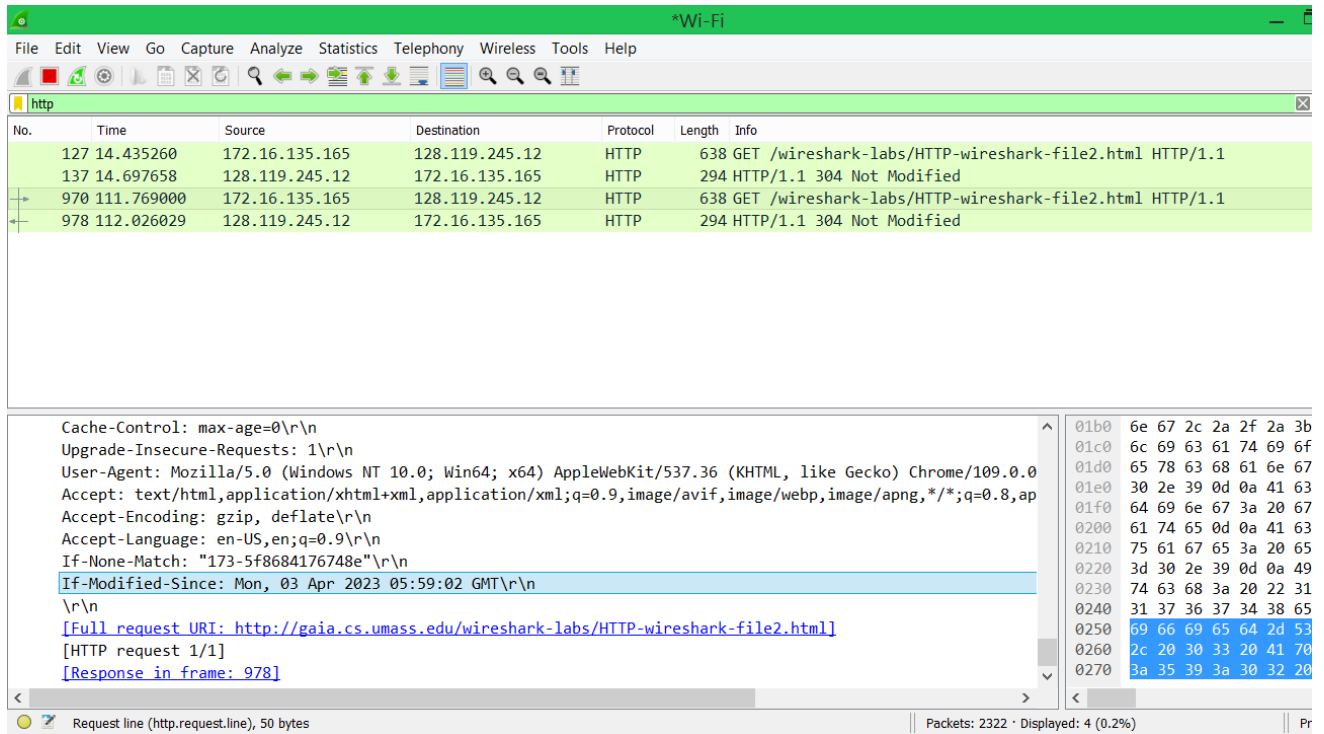 *Wi-Fi
File Edit View Go Capture Analyze Statistics Telephony Wireless Tools Help
http
No. Time Source Destination Protocol Length Info
127 14.435260 172.16.135.165 128.119.245.12 HTTP 638 GET /wireshark-labs/HTTP-wireshark-file2.html HTTP/1.1
137 14.697658 128.119.245.12 172.16.135.165 HTTP 294 HTTP/1.1 304 Not Modified
970 111.769000 172.16.135.165 128.119.245.12 HTTP 638 GET /wireshark-labs/HTTP-wireshark-file2.html HTTP/1.1
978 112.026029 128.119.245.12 172.16.135.165 HTTP 294 HTTP/1.1 304 Not Modified
Cache-Control: max-age=0\r\n
Upgrade-Insecure-Requests: 1\r\n
User-Agent: Mozilla/5.0 (Windows NT 10.0; Win64; x64) AppleWebKit/537.36 (KHTML, like Gecko) Chrome/109.0.0
Accept: text/html,application/xhtml+xml,application/xml;q=0.9,image/avif,image/webp,image/apng,*/*;q=0.8,ap
Accept-Encoding: gzip, deflate\r\n
Accept-Language: en-US,en;q=0.9\r\n
If-None-Match: "173-5f8684176748e"\r\n
If-Modified-Since: Mon, 03 Apr 2023 05:59:02 GMT\r\n
\r\n
[Full request URI: http://gaia.cs.umass.edu/wireshark-labs/HTTP-wireshark-file2.html]
[HTTP request 1/1]
[Response in frame: 978]
01b0 6e 67 2c 2a 2f 2a 3b
01c0 6c 69 63 61 74 69 6f
01d0 65 78 63 68 61 6e 67
01e0 30 2e 39 0d 0a 41 63
01f0 64 69 6e 67 3a 20 67
0200 61 74 65 0d 0a 41 63
0210 75 61 67 65 3a 20 65
0220 3d 30 2e 39 0d 0a 49
0230 74 63 68 3a 20 22 31
0240 31 37 36 37 34 38 65
0250 69 66 69 65 64 2d 53
0260 2c 20 30 33 20 41 70
0270 3a 35 39 3a 30 32 20
Request line (http.request.line), 50 bytes
Packets: 2322 · Displayed: 4 (0.2%)
Pr